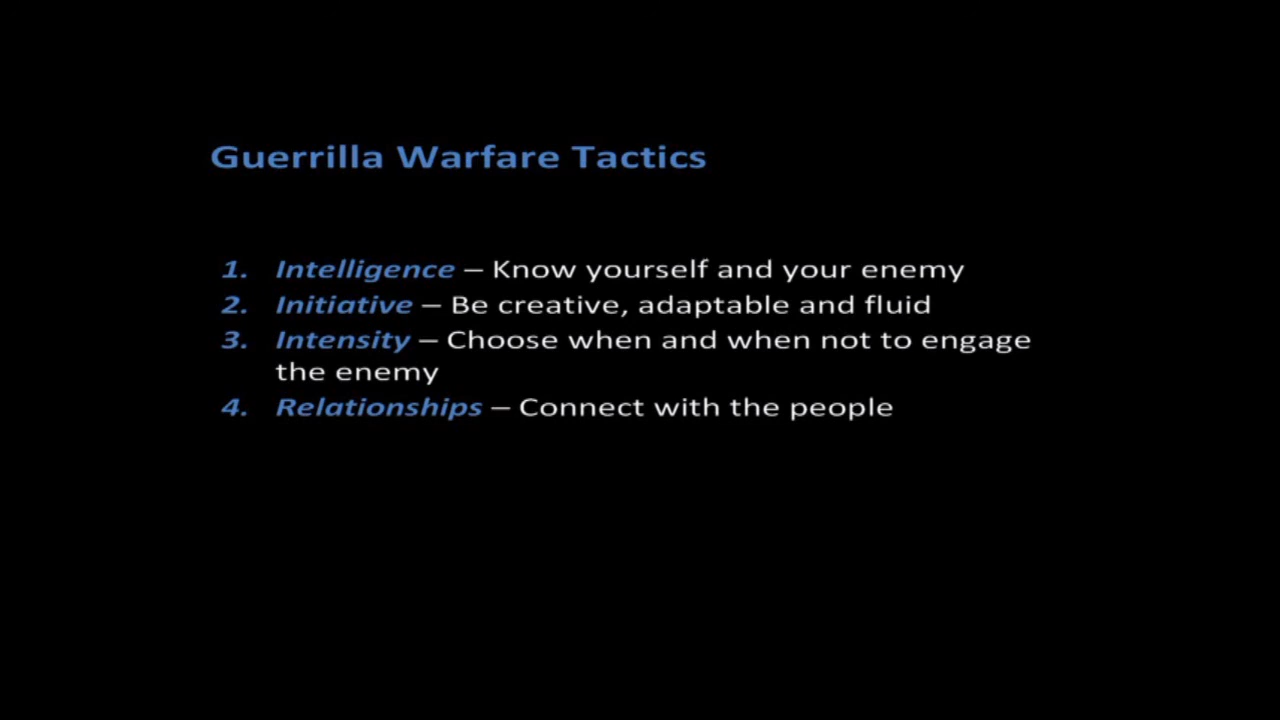 Guerrilla Warfare Tactics
1. Intelligence – Know yourself and your enemy
2. Initiative – Be creative, adaptable and fluid
3. Intensity – Choose when and when not to engage
the enemy
4. Relationships – Connect with the people